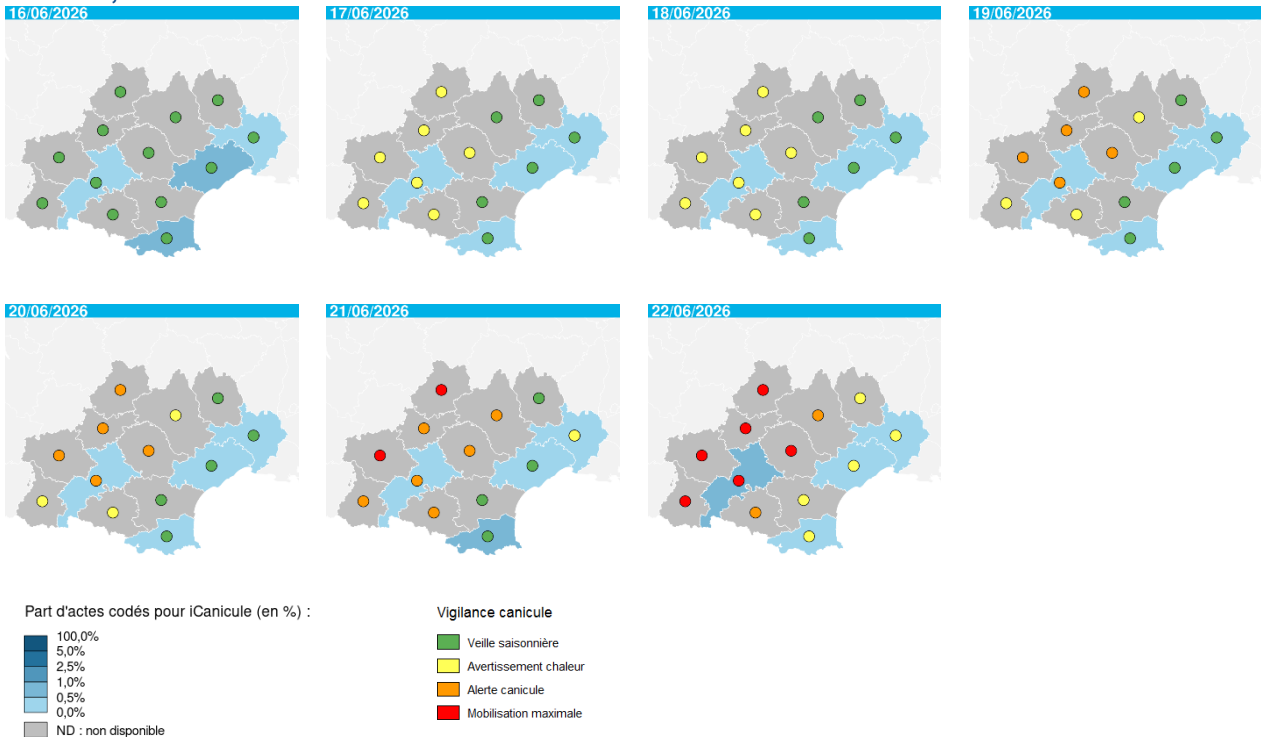 16/06/2026
17/06/2026
18/06/2026
19/06/2026
20/06/2026
21/06/2026
22/06/2026
Part d'actes codés pour iCanicule (en %) :
100,0%
5,0%
2,5%
1,0%
0,5%
0,0%
ND : non disponible
Vigilance canicule
Veille saisonnière
Avertissement chaleur
Alerte canicule
Mobilisation maximale